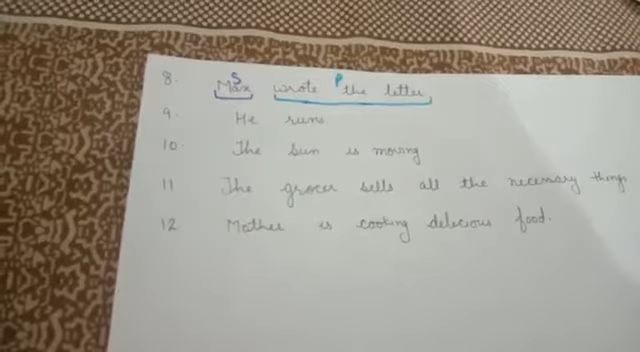 S P
8. Max wrote the letter
9. He runs
10. The Sun is moving
11 The grocer sells all the necessary things
12 Mother is cooking delecious food.